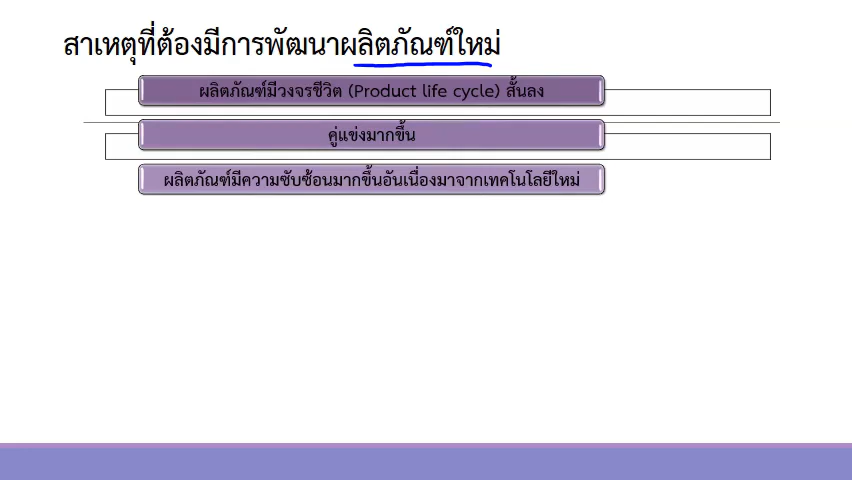 สาเหตุที่ต้องมีการพัฒนาผลิตภัณฑ์ใหม่
ผลิตภัณฑ์มีวงจรชีวิต (Product life cycle) สั้นลง
คู่แข่งมากขึ้น
ผลิตภัณฑ์มีความซับซ้อนมากขึ้นอันเนื่องมาจากเทคโนโลยีใหม่